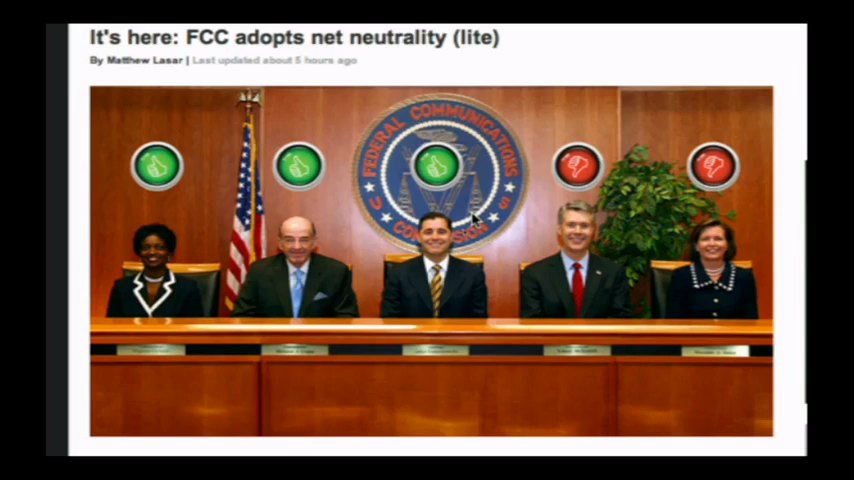 It's here: FCC adopts net neutrality (lite)
By Matthew Lasar | Last updated about 5 hours ago
FEDERAL COMMUNICATIONS
COMMISSION